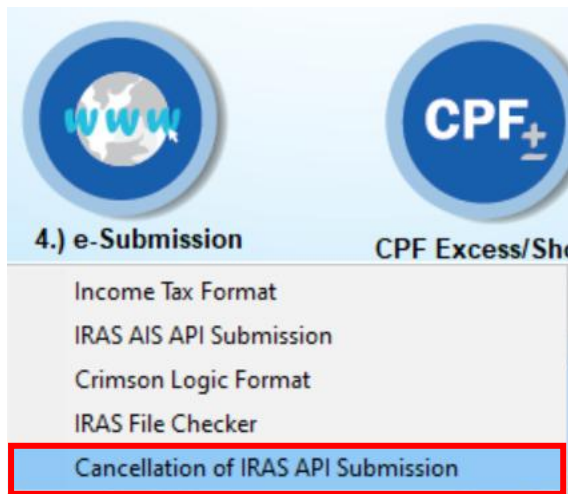 www
CPF±
4.) e-Submission
CPF Excess/Sho
Income Tax Format
IRAS AIS API Submission
Crimson Logic Format
IRAS File Checker
Cancellation of IRAS API Submission